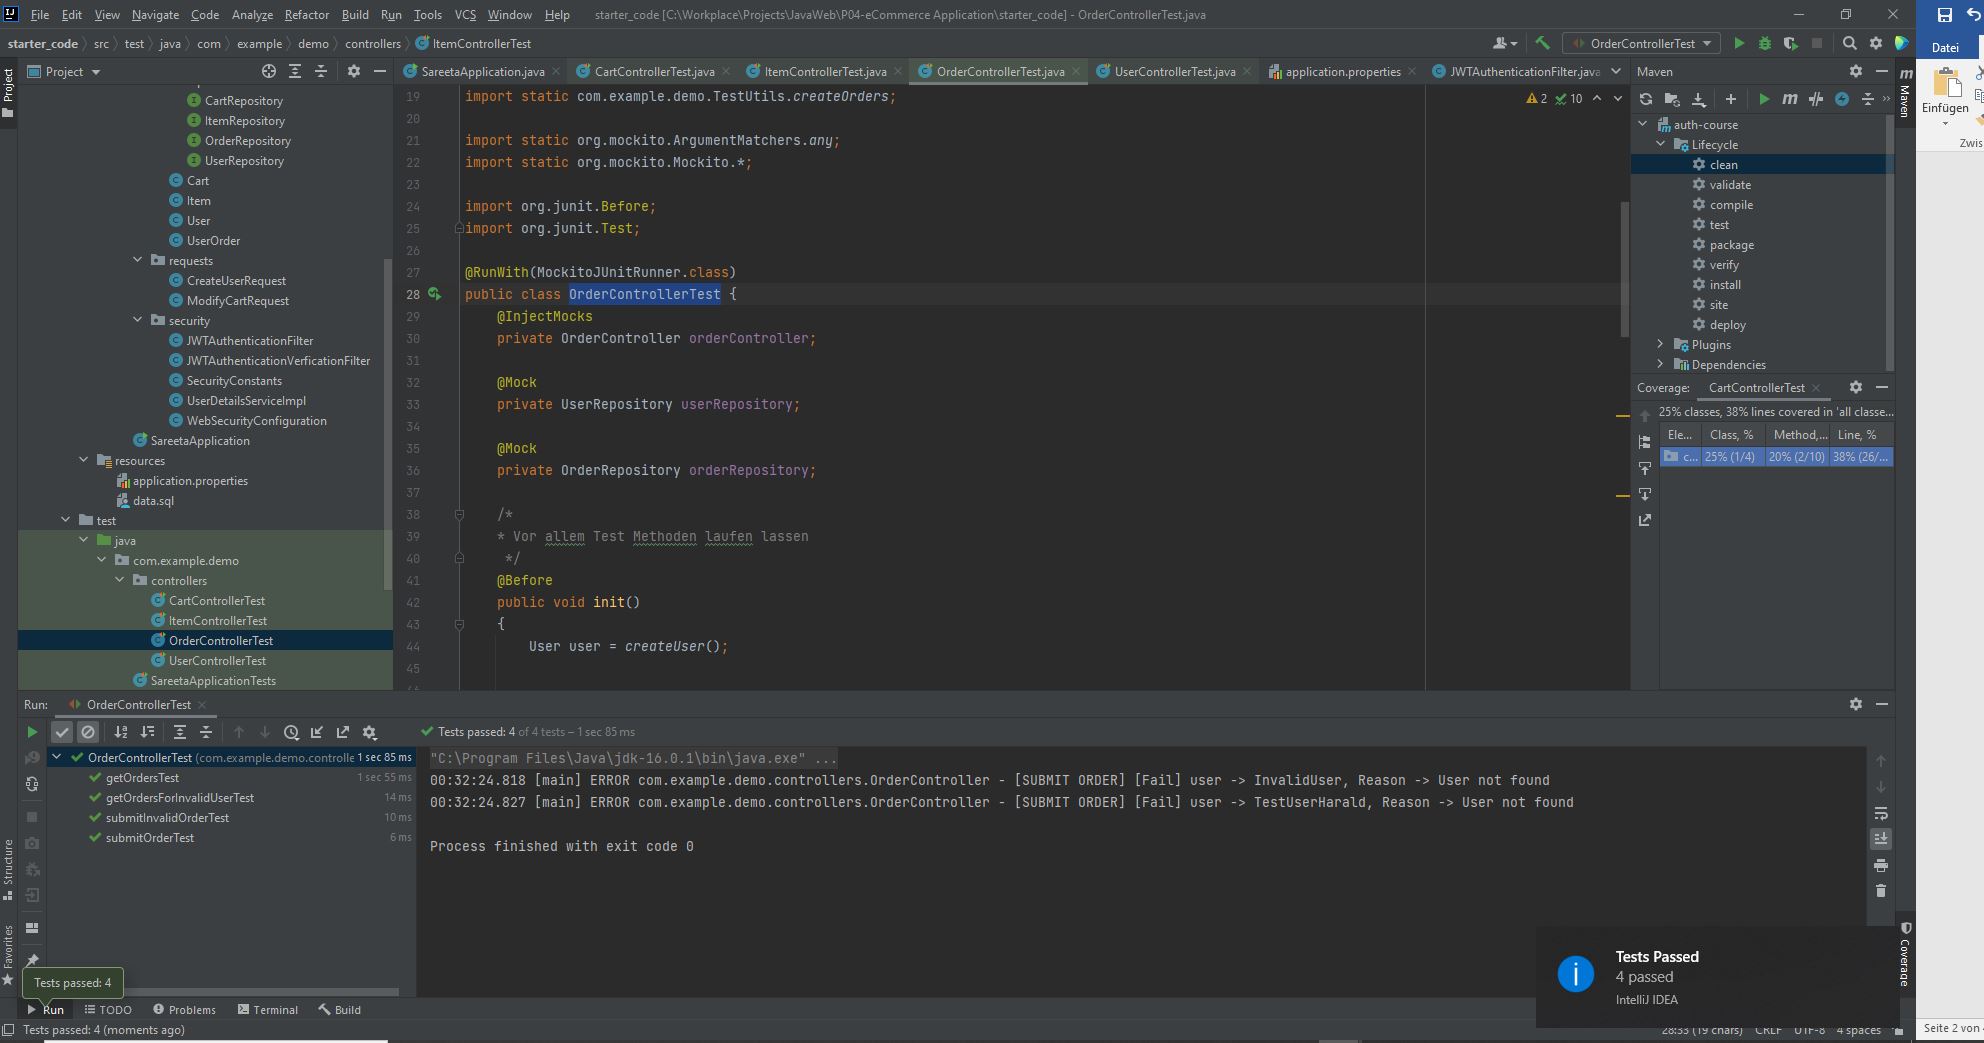 File Edit View Navigate Code Analyze Refactor Build Run Tools VCS Window Help starter_code [C:\Workplace\Projects\JavaWeb\P04-eCommerce Application\starter_code] - OrderControllerTest.java
starter_code src test java com example demo controllers ItemControllerTest
OrderControllerTest
Datei
Einfügen
Zwis
Project
Project
SareetaApplication.java CartControllerTest.java ItemControllerTest.java OrderControllerTest.java UserControllerTest.java application.properties JWTAuthenticationFilter.java
CartRepository
ItemRepository
OrderRepository
UserRepository
Cart
Item
User
UserOrder
requests
CreateUserRequest
ModifyCartRequest
security
JWTAuthenticationFilter
JWTAuthenticationVerficationFilter
SecurityConstants
UserDetailsServiceImpl
WebSecurityConfiguration
SareetaApplication
resources
application.properties
data.sql
test
java
com.example.demo
controllers
CartControllerTest
ItemControllerTest
OrderControllerTest
UserControllerTest
SareetaApplicationTests
2 10
19 import static com.example.demo.TestUtils.createOrders;
20
21 import static org.mockito.ArgumentMatchers.any;
22 import static org.mockito.Mockito.*;
23
24 import org.junit.Before;
25 import org.junit.Test;
26
27 @RunWith(MockitoJUnitRunner.class)
28 public class OrderControllerTest {
29 @InjectMocks
30 private OrderController orderController;
31
32 @Mock
33 private UserRepository userRepository;
34
35 @Mock
36 private OrderRepository orderRepository;
37
38 /*
39 * Vor allem Test Methoden laufen lassen
40 */
41 @Before
42 public void init()
43 {
44 User user = createUser();
45
Maven
m
Maven
auth-course
Lifecycle
clean
validate
compile
test
package
verify
install
site
deploy
Plugins
Dependencies
Coverage: CartControllerTest
25% classes, 38% lines covered in 'all classe...
Ele... Class, % Method,... Line, %
c... 25% (1/4) 20% (2/10) 38% (26/...
Run: OrderControllerTest
Tests passed: 4 of 4 tests – 1 sec 85 ms
OrderControllerTest (com.example.demo.controlle 1 sec 85 ms
getOrdersTest 1 sec 55 ms
getOrdersForInvalidUserTest 14 ms
submitInvalidOrderTest 10 ms
submitOrderTest 6 ms
"C:\Program Files\Java\jdk-16.0.1\bin\java.exe" ...
00:32:24.818 [main] ERROR com.example.demo.controllers.OrderController - [SUBMIT ORDER] [Fail] user -> InvalidUser, Reason -> User not found
00:32:24.827 [main] ERROR com.example.demo.controllers.OrderController - [SUBMIT ORDER] [Fail] user -> TestUserHarald, Reason -> User not found
Process finished with exit code 0
Structure
Favorites
Coverage
Tests passed: 4
Tests Passed
4 passed
IntelliJ IDEA
Run TODO Problems Terminal Build
Tests passed: 4 (moments ago)
28:33 (19 chars) CRLF UTF-8 4 spaces
Seite 2 von